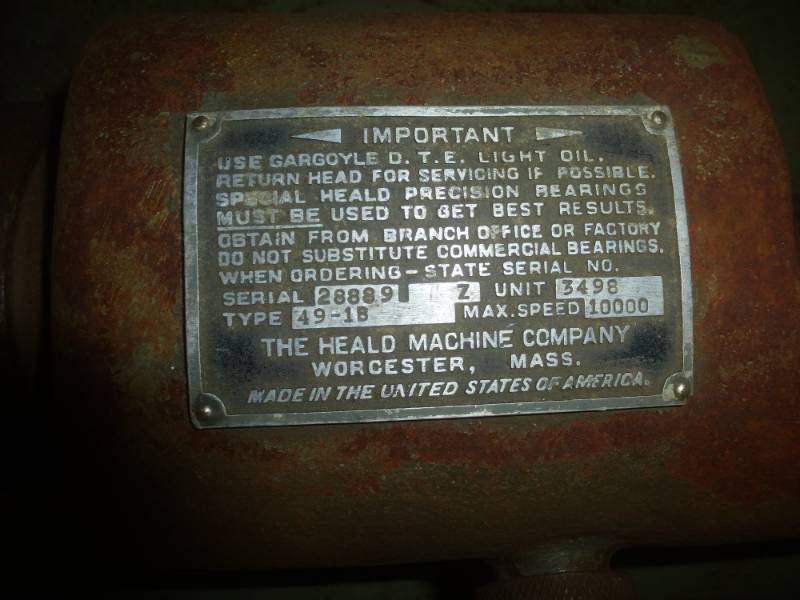 IMPORTANT
USE GARGOYLE D. T. E. LIGHT OIL.
RETURN HEAD FOR SERVICING IF POSSIBLE.
SPECIAL HEALD PRECISION BEARINGS
MUST BE USED TO GET BEST RESULTS.
OBTAIN FROM BRANCH OFFICE OR FACTORY
DO NOT SUBSTITUTE COMMERCIAL BEARINGS.
WHEN ORDERING - STATE SERIAL NO.
SERIAL 28889 Z UNIT 3498
TYPE 49-1B MAX. SPEED 10000
THE HEALD MACHINE COMPANY
WORCESTER, MASS.
MADE IN THE UNITED STATES OF AMERICA.